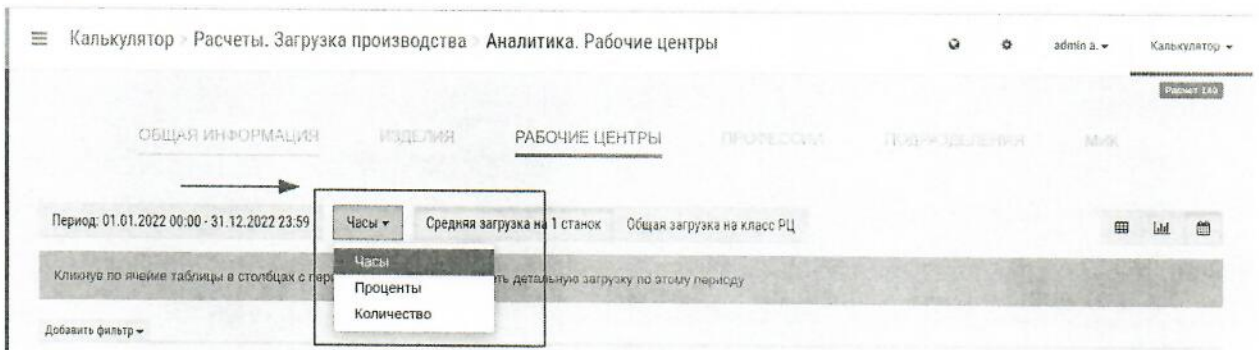 Калькулятор > Расчеты. Загрузка производства > Аналитика. Рабочие центры admin a. Калькулятор
Расчет 140
ОБЩАЯ ИНФОРМАЦИЯ ИЗДЕЛИЯ РАБОЧИЕ ЦЕНТРЫ ПРОФЕССИИ ПОДРАЗДЕЛЕНИЯ
Период: 01.01.2022 00:00 - 31.12.2022 23:59 Часы Средняя загрузка на 1 станок Общая загрузка на класс РЦ
Часы
Кликнув по ячейке таблицы в столбцах с пер ть детальную загрузку по этому периоду
Проценты
Количество
Добавить фильтр